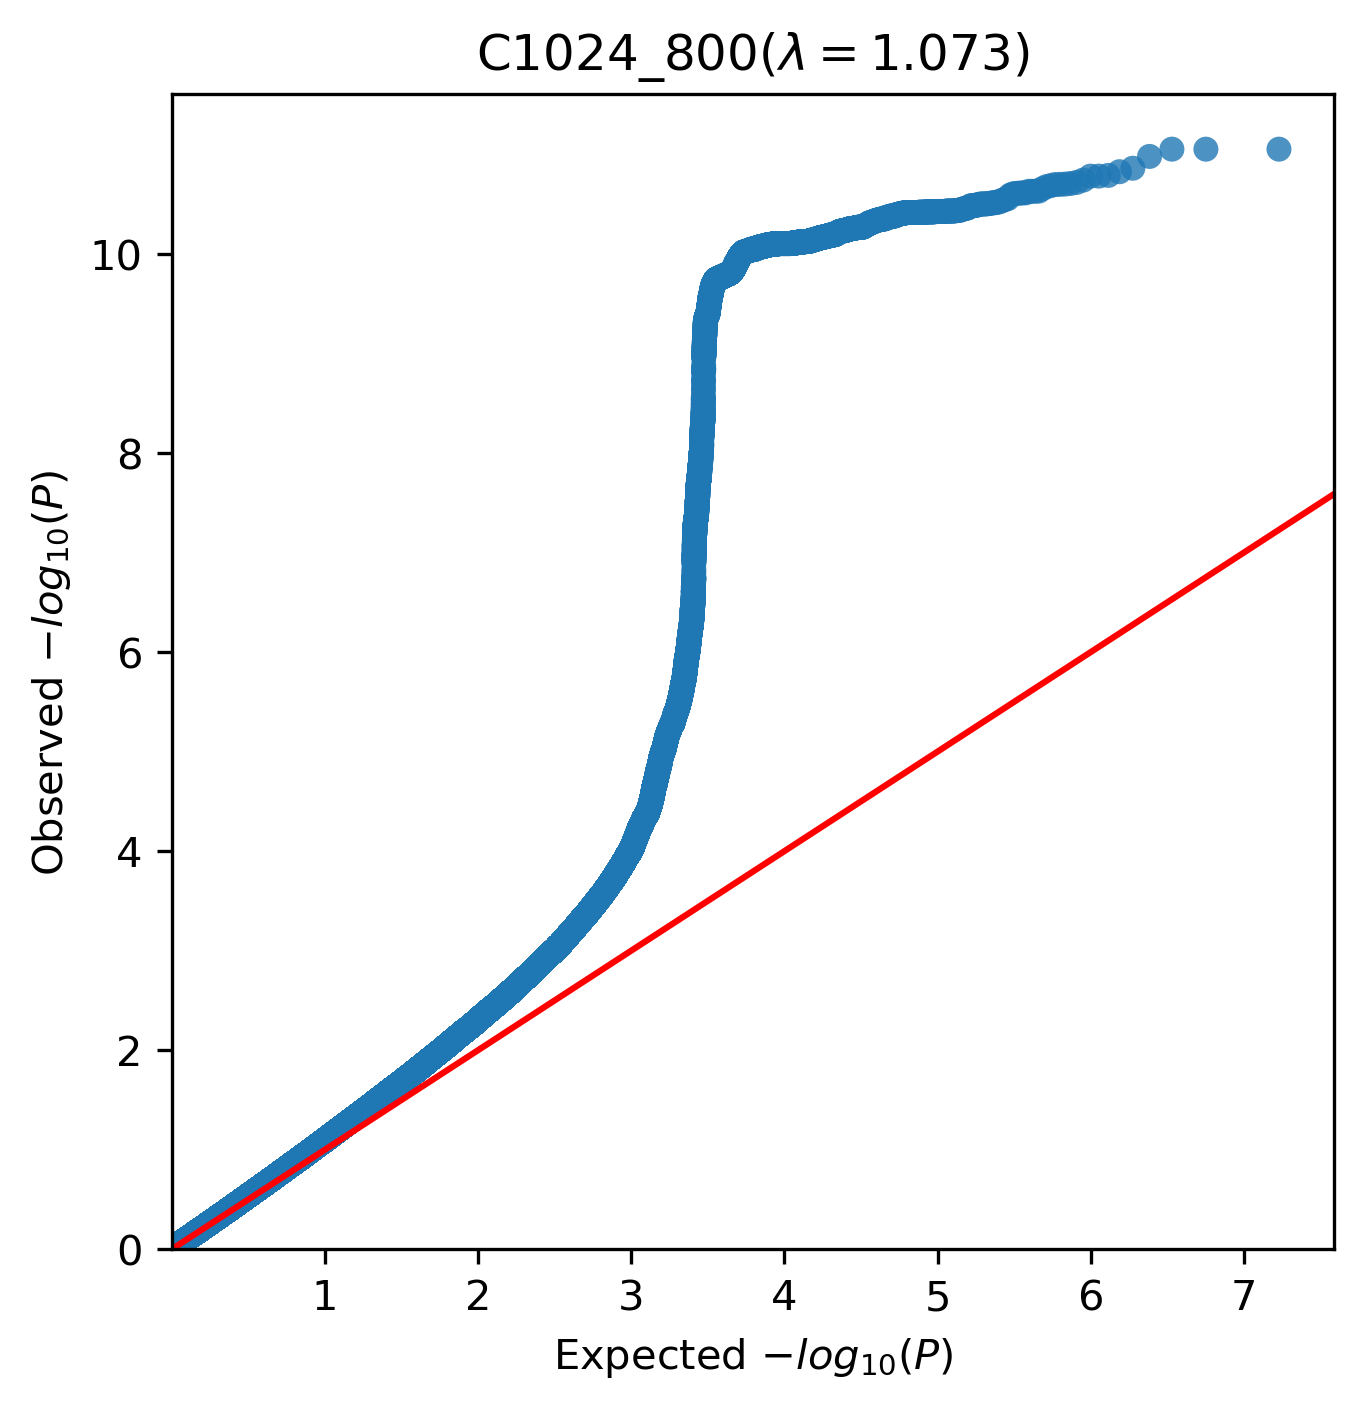 C1024_800(λ = 1.073)
Observed −log₁₀(P)
10
8
6
4
2
0
1 2 3 4 5 6 7
Expected −log₁₀(P)